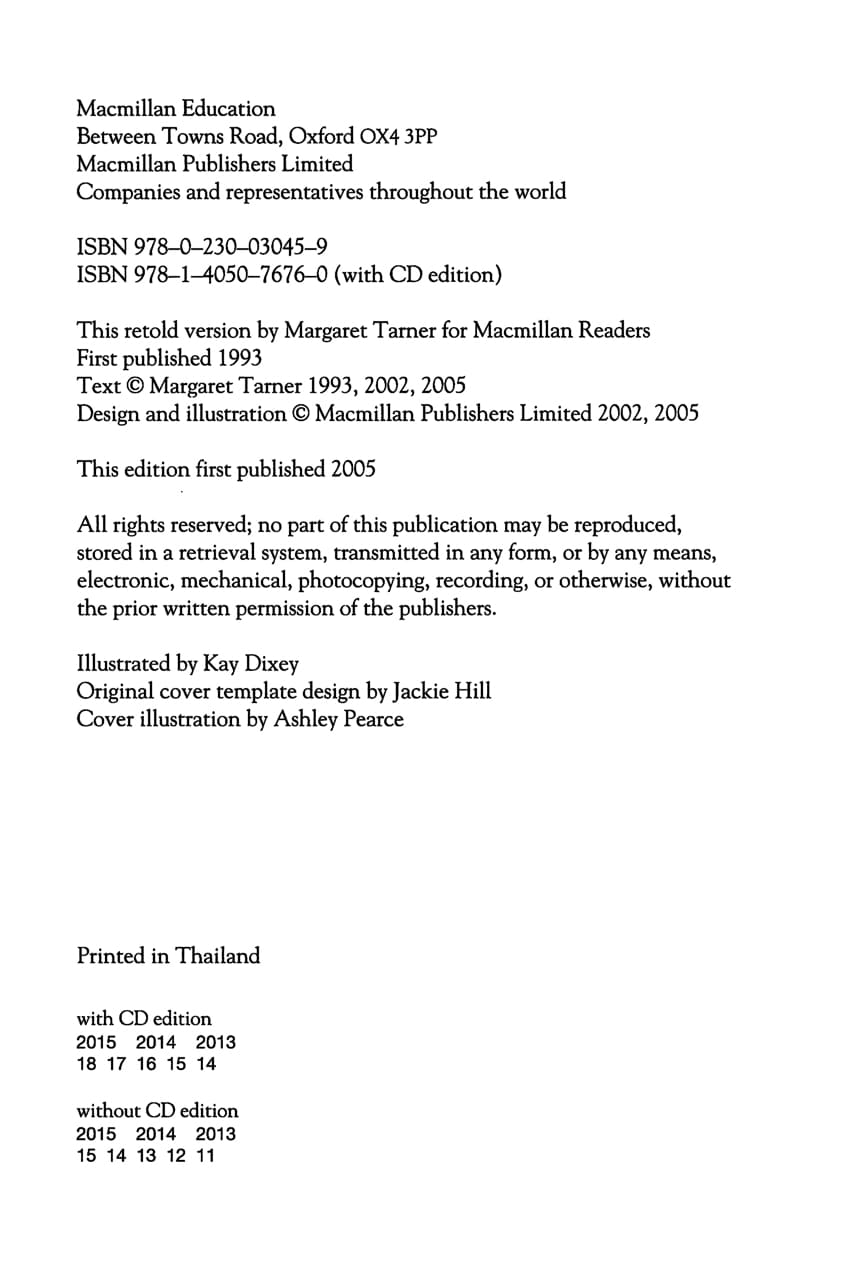 Macmillan Education
Between Towns Road, Oxford OX4 3PP
Macmillan Publishers Limited
Companies and representatives throughout the world
ISBN 978–0–230–03045–9
ISBN 978–1–4050–7676–0 (with CD edition)
This retold version by Margaret Tarner for Macmillan Readers
First published 1993
Text © Margaret Tarner 1993, 2002, 2005
Design and illustration © Macmillan Publishers Limited 2002, 2005
This edition first published 2005
All rights reserved; no part of this publication may be reproduced,
stored in a retrieval system, transmitted in any form, or by any means,
electronic, mechanical, photocopying, recording, or otherwise, without
the prior written permission of the publishers.
Illustrated by Kay Dixey
Original cover template design by Jackie Hill
Cover illustration by Ashley Pearce
Printed in Thailand
with CD edition
2015 2014 2013
18 17 16 15 14
without CD edition
2015 2014 2013
15 14 13 12 11